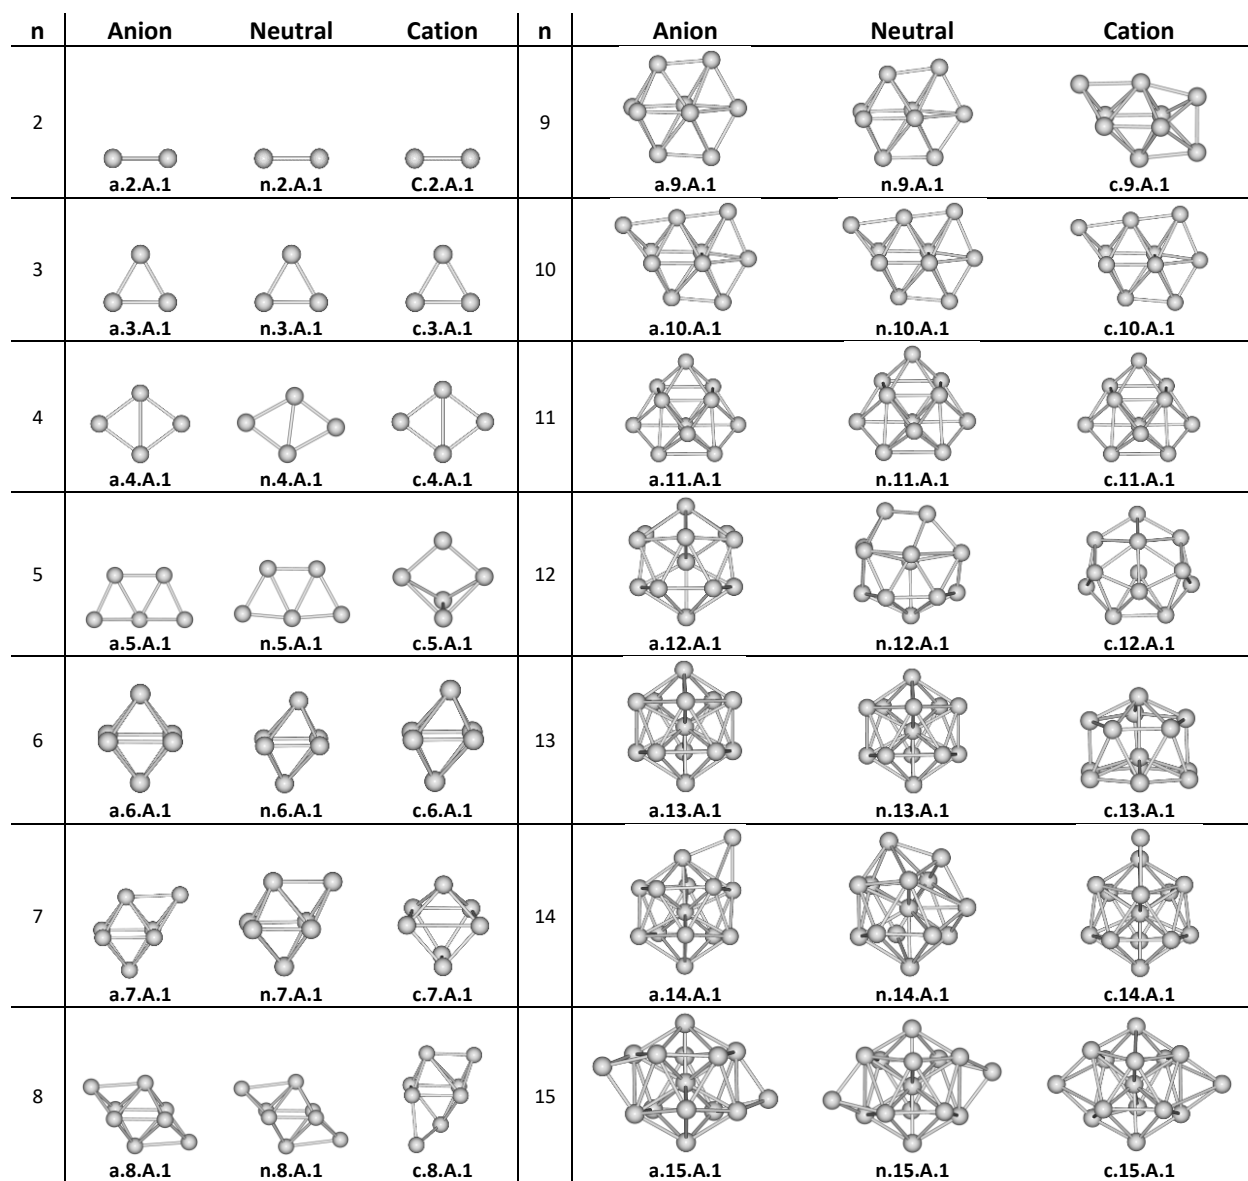 n Anion Neutral Cation n Anion Neutral Cation
2 9
a.2.A.1 n.2.A.1 C.2.A.1 a.9.A.1 n.9.A.1 c.9.A.1
3 10
a.3.A.1 n.3.A.1 c.3.A.1 a.10.A.1 n.10.A.1 c.10.A.1
4 11
a.4.A.1 n.4.A.1 c.4.A.1 a.11.A.1 n.11.A.1 c.11.A.1
5 12
a.5.A.1 n.5.A.1 c.5.A.1 a.12.A.1 n.12.A.1 c.12.A.1
6 13
a.6.A.1 n.6.A.1 c.6.A.1 a.13.A.1 n.13.A.1 c.13.A.1
7 14
a.7.A.1 n.7.A.1 c.7.A.1 a.14.A.1 n.14.A.1 c.14.A.1
8 15
a.8.A.1 n.8.A.1 c.8.A.1 a.15.A.1 n.15.A.1 c.15.A.1